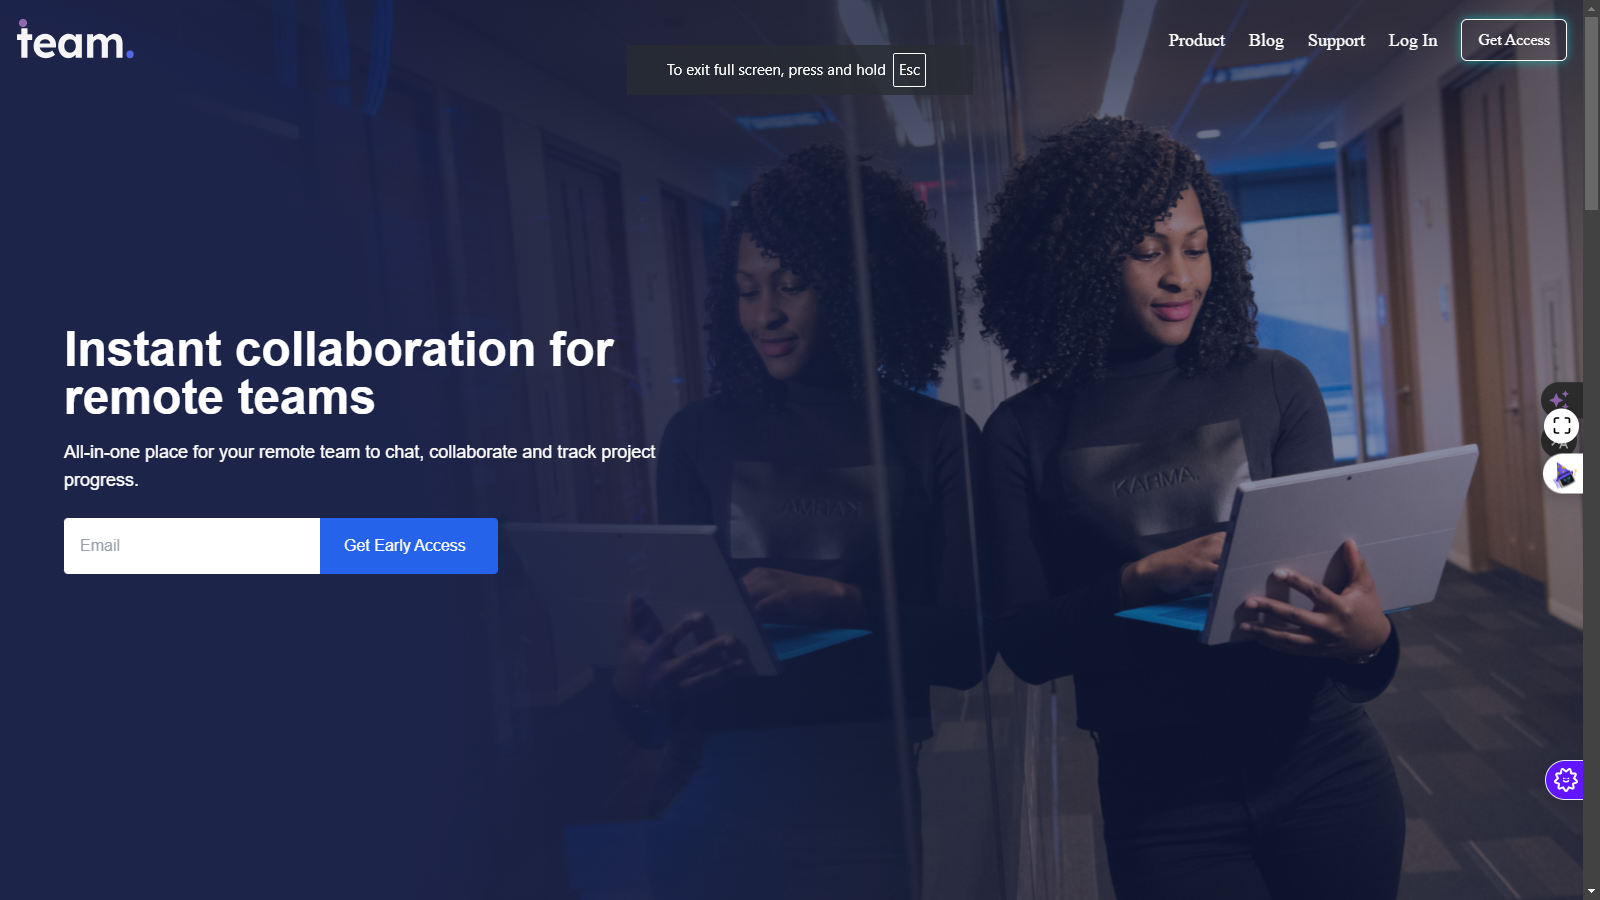 team.
Product Blog Support Log In Get Access
To exit full screen, press and hold Esc
Instant collaboration for
remote teams
All-in-one place for your remote team to chat, collaborate and track project
progress.
Email Get Early Access
KARMA.